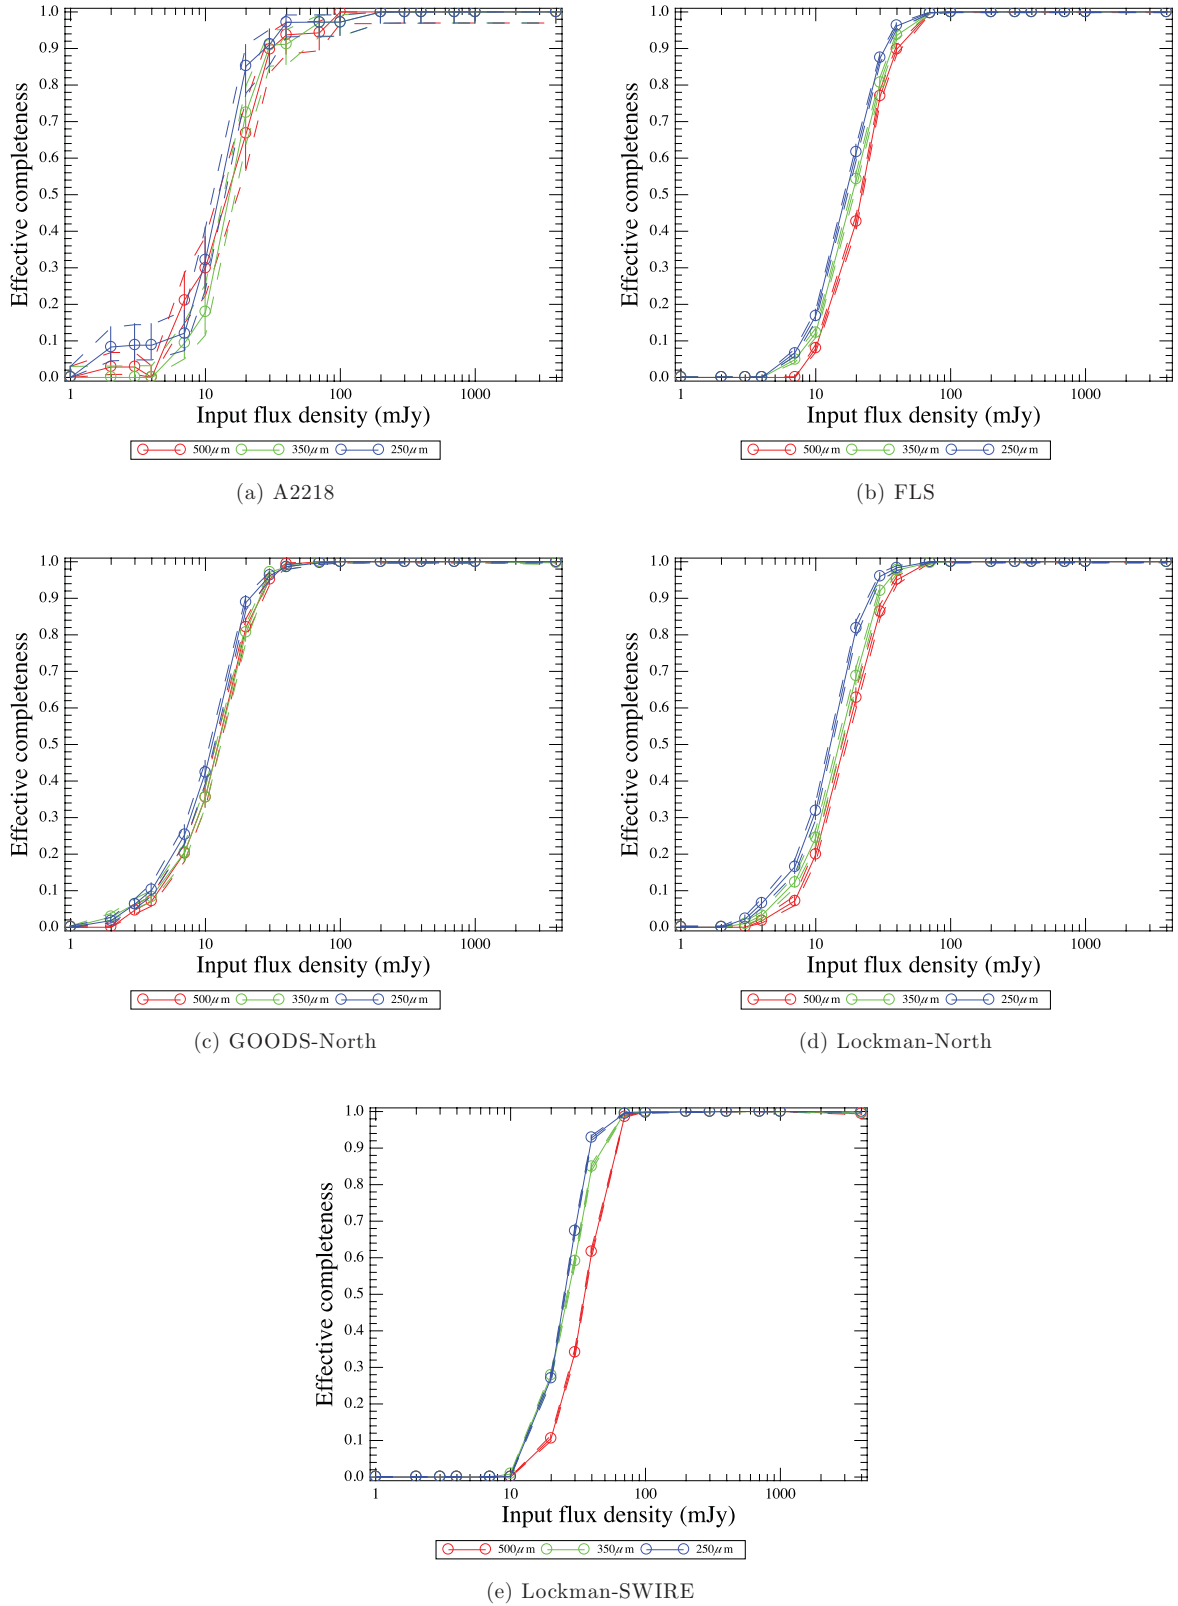 1.0
0.9
0.8
0.7
0.6
0.5
0.4
0.3
0.2
0.1
0.0
Effective completeness
1 10 100 1000
Input flux density (mJy)
500μm 350μm 250μm
(a) A2218
1.0
0.9
0.8
0.7
0.6
0.5
0.4
0.3
0.2
0.1
0.0
Effective completeness
1 10 100 1000
Input flux density (mJy)
500μm 350μm 250μm
(b) FLS
1.0
0.9
0.8
0.7
0.6
0.5
0.4
0.3
0.2
0.1
0.0
Effective completeness
1 10 100 1000
Input flux density (mJy)
500μm 350μm 250μm
(c) GOODS-North
1.0
0.9
0.8
0.7
0.6
0.5
0.4
0.3
0.2
0.1
0.0
Effective completeness
1 10 100 1000
Input flux density (mJy)
500μm 350μm 250μm
(d) Lockman-North
1.0
0.9
0.8
0.7
0.6
0.5
0.4
0.3
0.2
0.1
0.0
Effective completeness
1 10 100 1000
Input flux density (mJy)
500μm 350μm 250μm
(e) Lockman-SWIRE